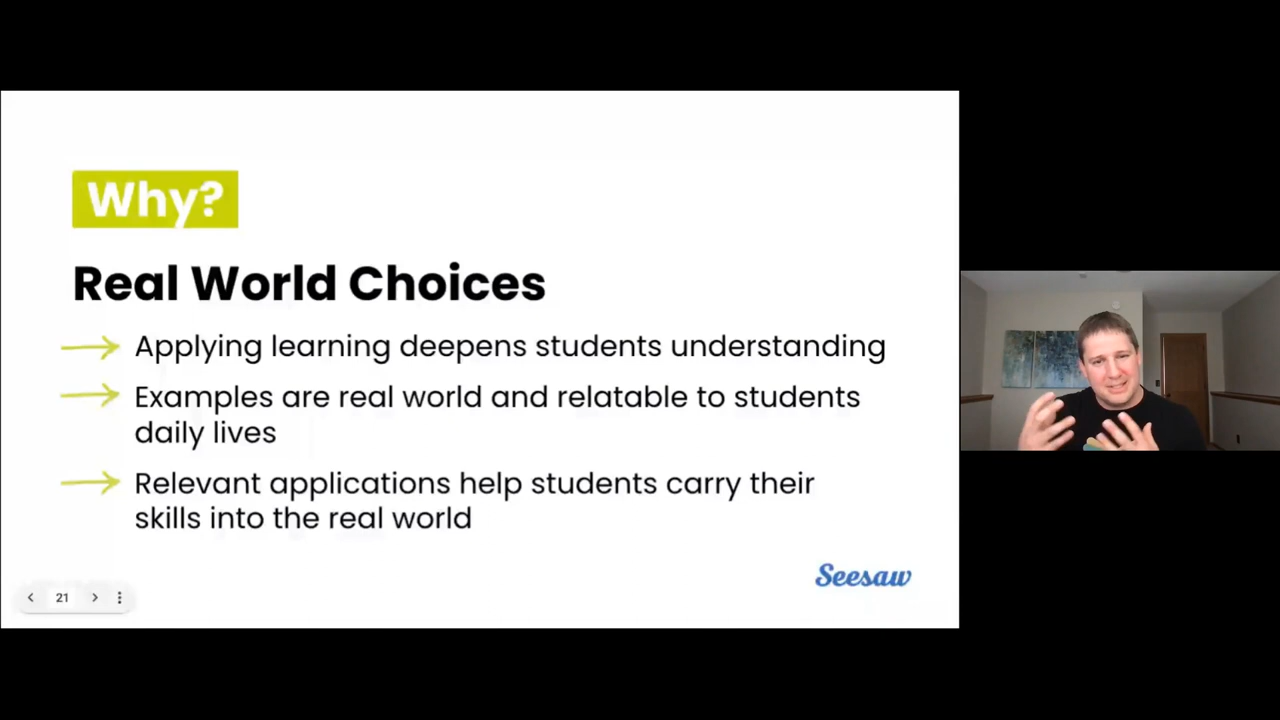 Why?
Real World Choices
Applying learning deepens students understanding
Examples are real world and relatable to students
daily lives
Relevant applications help students carry their
skills into the real world
Seesaw
21